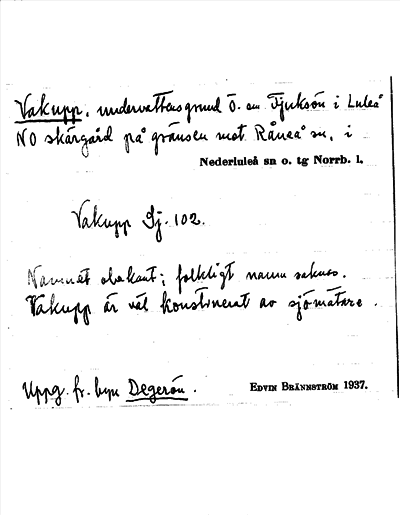 Vakupp, undervattensgrund O. om Fjuksön i Luleå
NO skärgård på gränsen mot Råneå sn, i
Nederluleå sn o. tg Norrb. l.
Vakupp Sj. 102.
Namnet obekant; folkligt namn saknas.
Vakupp är väl konstruerat av sjömätare.
Uppg. fr. byn Degerön.
EDVIN BRÄNNSTRÖM 1937.